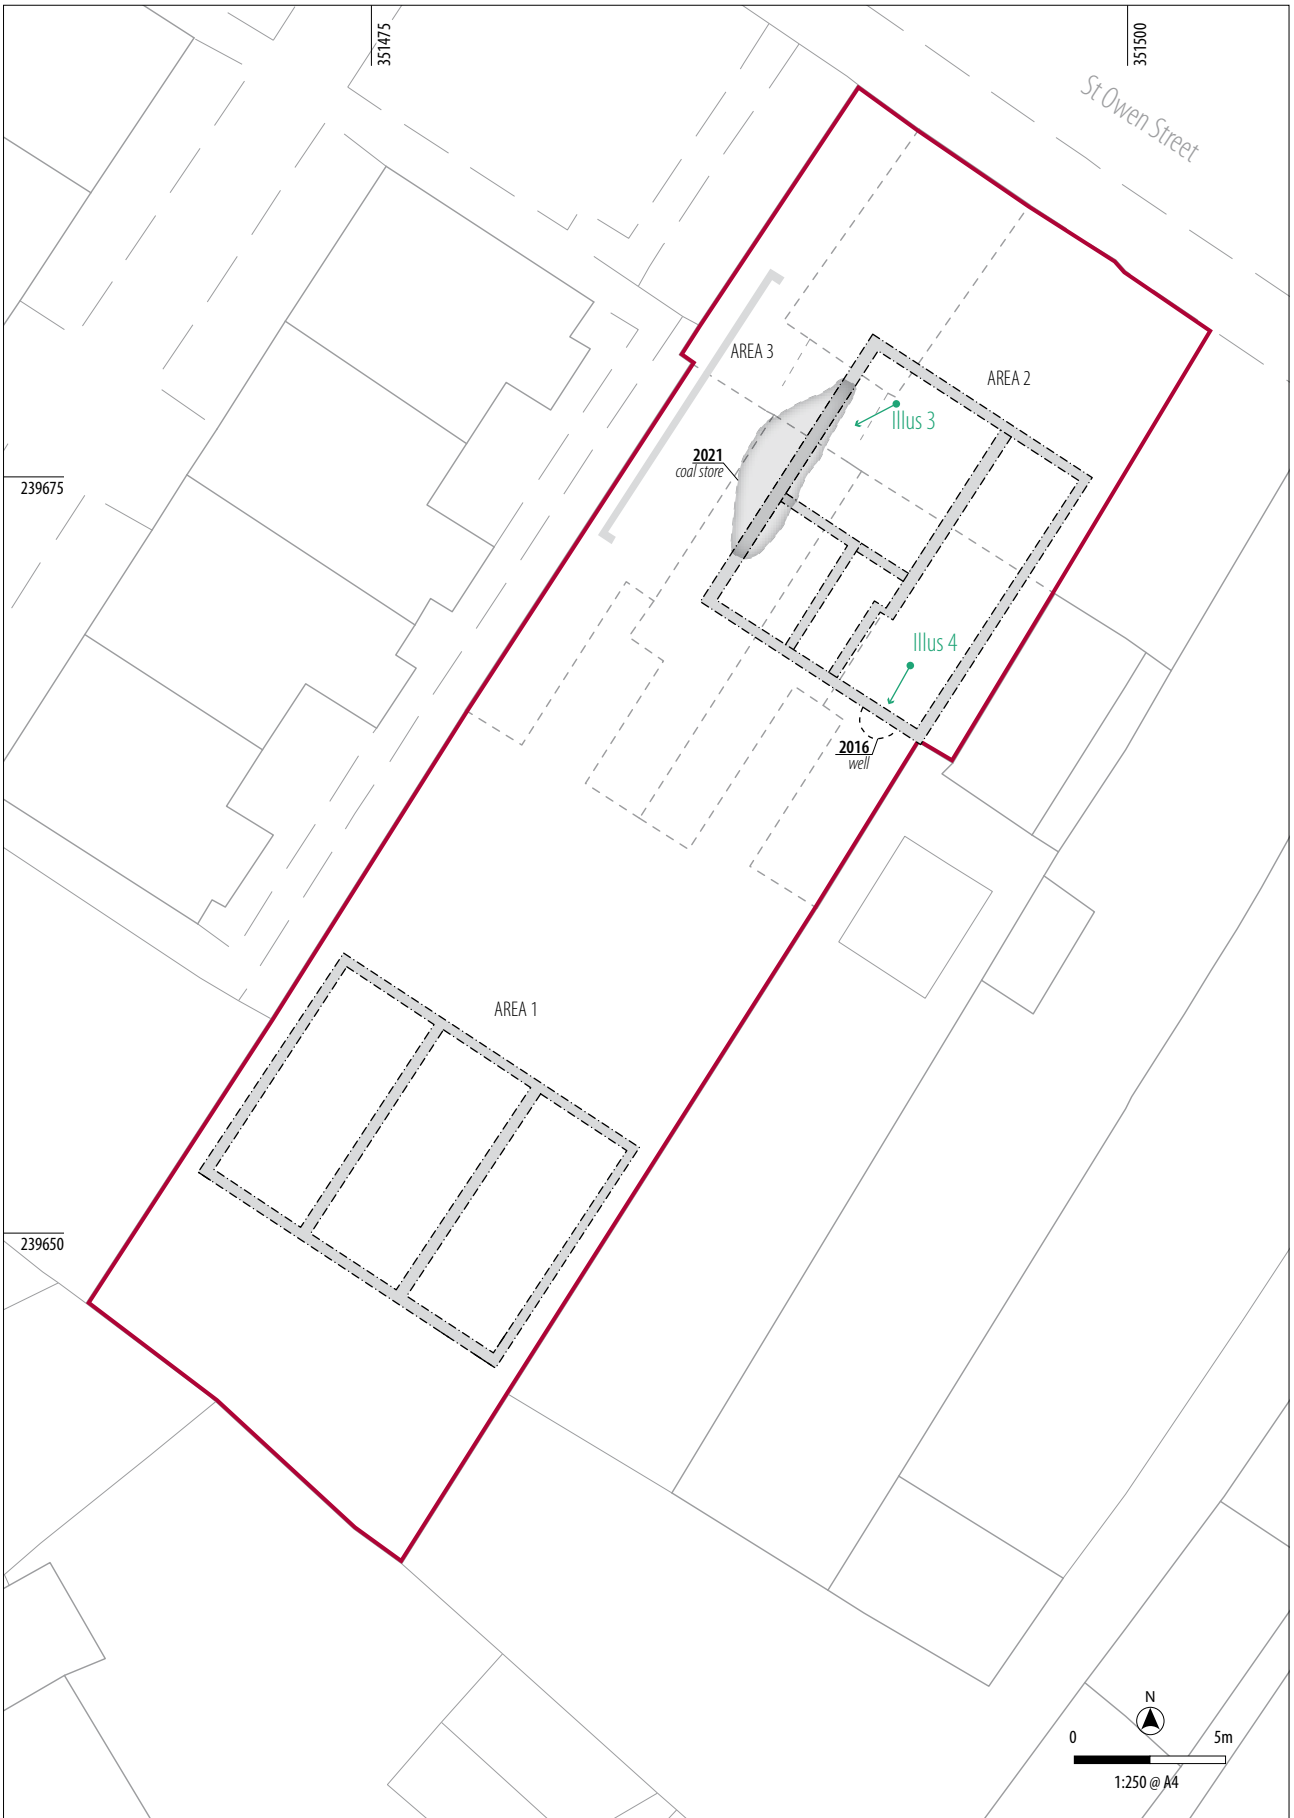 351475
351500
St Owen Street
AREA 3
AREA 2
Illus 3
2021
coal store
239675
Illus 4
2016
well
AREA 1
239650
N
0 5m
1:250 @ A4